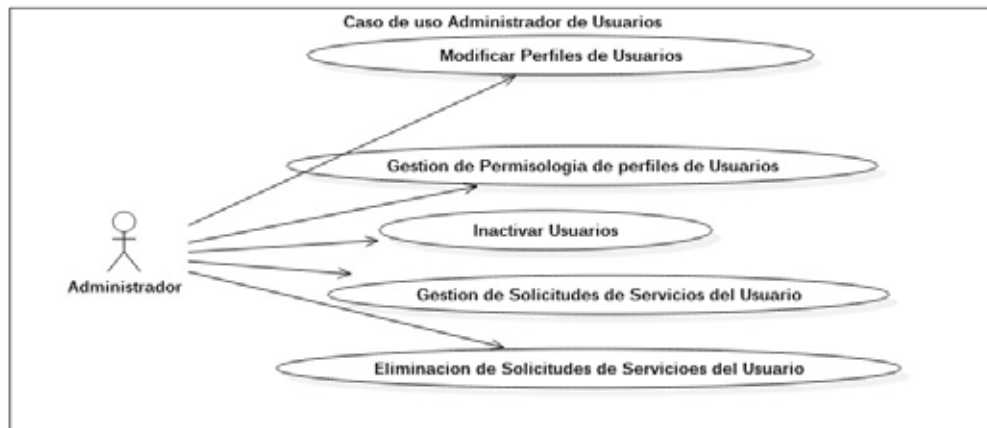 Caso de uso Administrador de Usuarios
Modificar Perfiles de Usuarios
Gestion de Permisologia de perfiles de Usuarios
Inactivar Usuarios
Administrador
Gestion de Solicitudes de Servicios del Usuario
Eliminacion de Solicitudes de Servicioes del Usuario